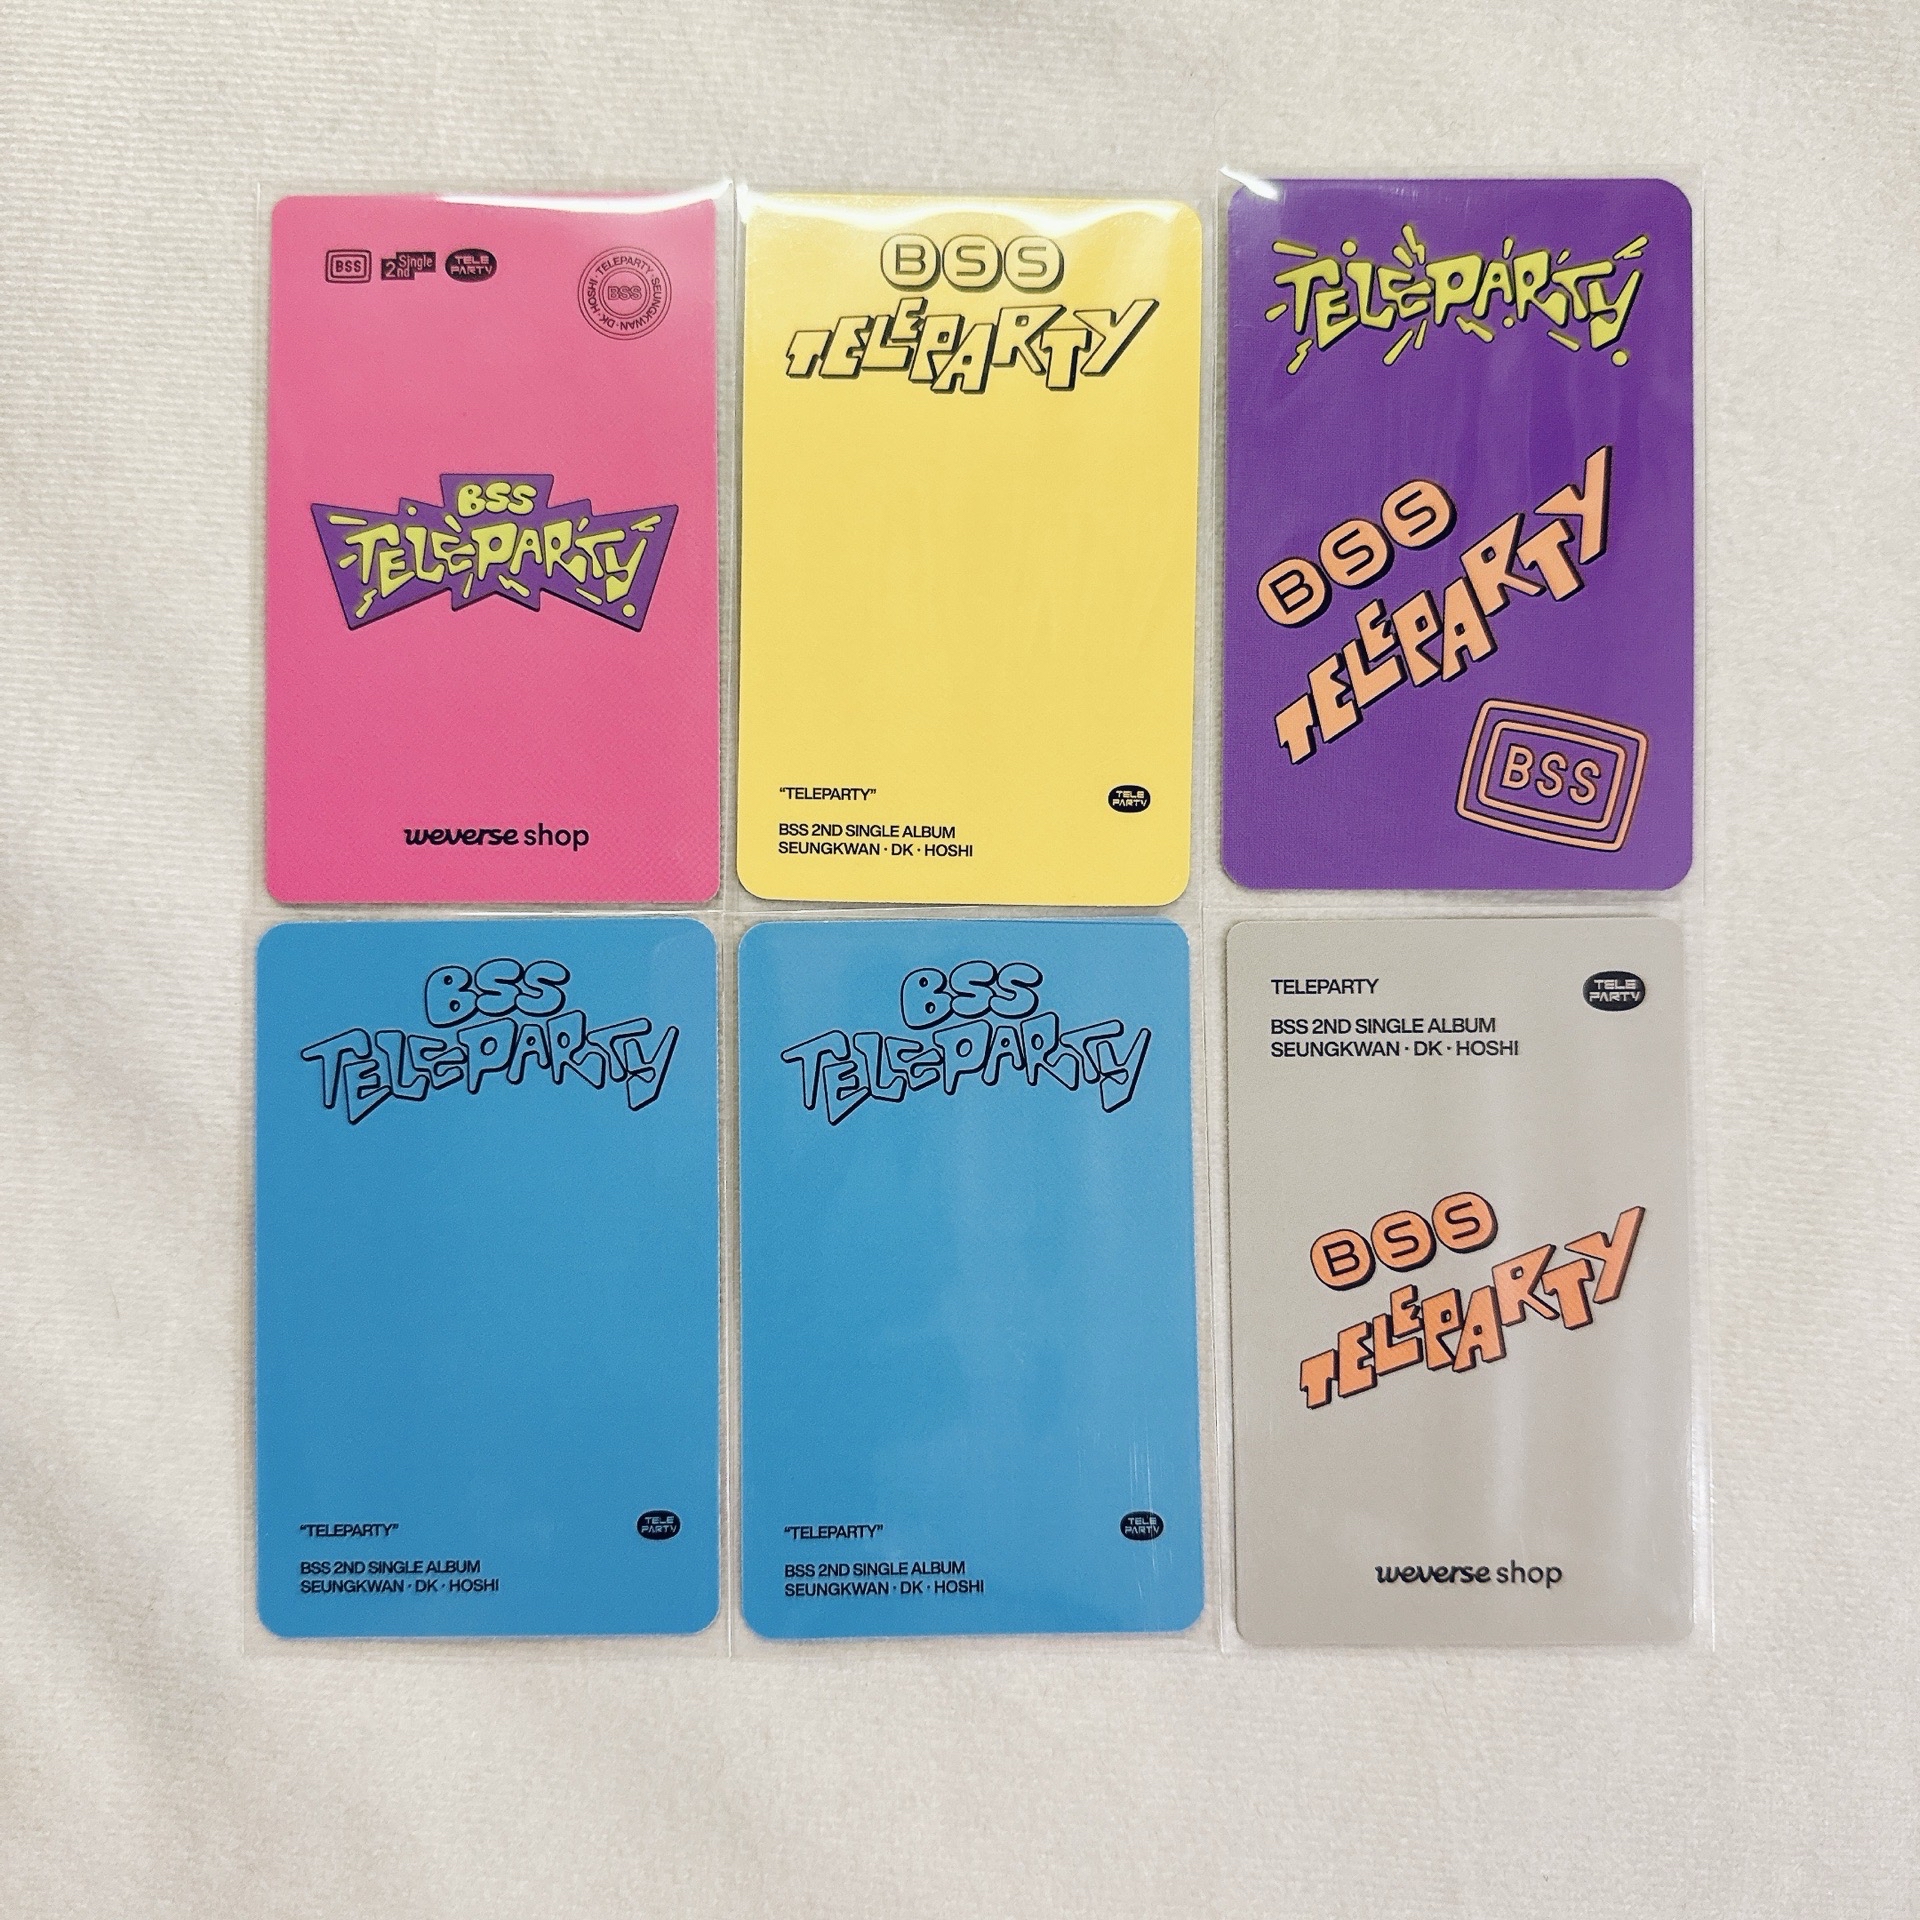 BSS
2nd Single
TELE
PARTY
TELEPARTY · SEUNGKWAN · DK · HOSHI ·
BSS
BSS
TELEPARTY
weverse shop
BSS
TELEPARTY
“TELEPARTY”
TELE
PARTY
BSS 2ND SINGLE ALBUM
SEUNGKWAN · DK · HOSHI
TELEPARTY
BSS
TELEPARTY
BSS
BSS
TELEPARTY
“TELEPARTY”
TELE
PARTY
BSS 2ND SINGLE ALBUM
SEUNGKWAN · DK · HOSHI
BSS
TELEPARTY
“TELEPARTY”
TELE
PARTY
BSS 2ND SINGLE ALBUM
SEUNGKWAN · DK · HOSHI
TELEPARTY
TELE
PARTY
BSS 2ND SINGLE ALBUM
SEUNGKWAN · DK · HOSHI
BSS
TELEPARTY
weverse shop